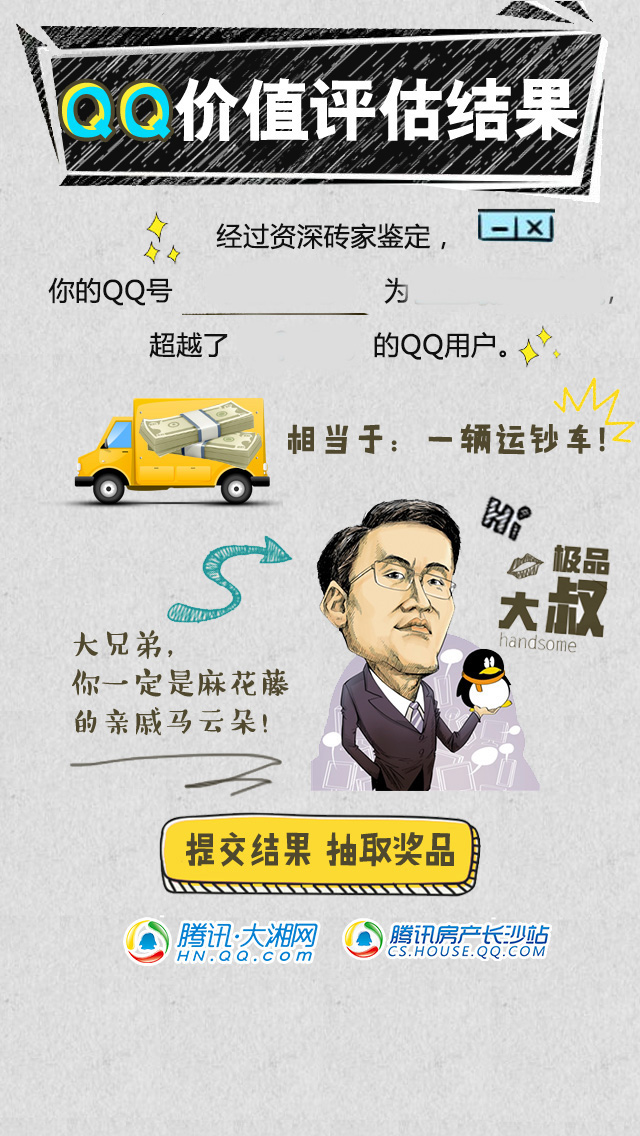 QQ价值评估结果
经过资深砖家鉴定，
你的QQ号 为 ，
超越了 的QQ用户。
相当于：一辆运钞车！
Hi
极品
大叔
handsome
大兄弟，
你一定是麻花藤
的亲戚马云朵！
提交结果 抽取奖品
腾讯·大湘网 腾讯房产长沙站
HN.QQ.com CS.HOUSE.QQ.COM